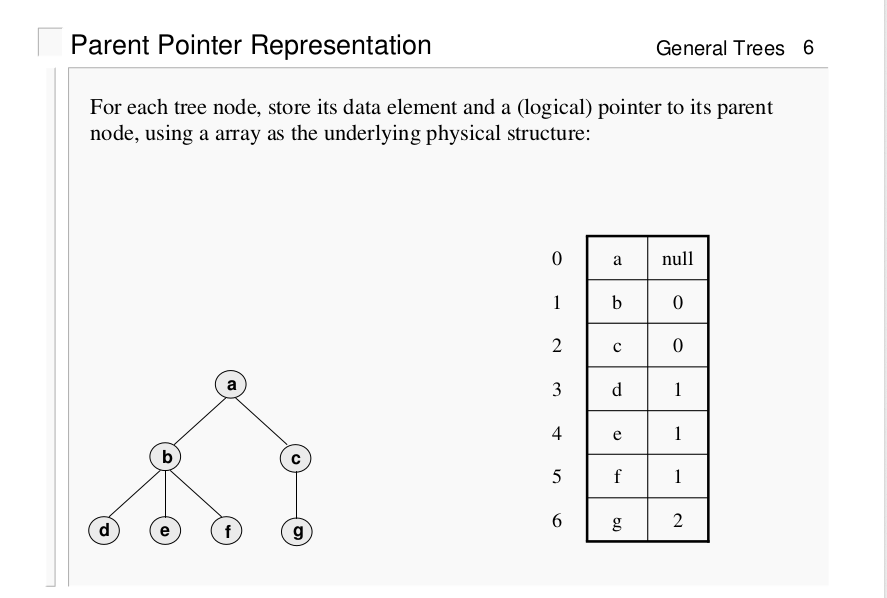 Parent Pointer Representation
General Trees 6
For each tree node, store its data element and a (logical) pointer to its parent
node, using a array as the underlying physical structure:
0 a null
1 b 0
2 c 0
3 d 1
4 e 1
5 f 1
6 g 2
a
b c
d e f g